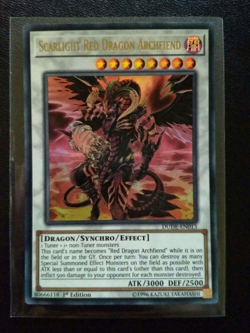 SCARLIGHT RED DRAGON ARCHFIEND
DUDE-EN013
[DRAGON/SYNCHRO/EFFECT]
1 Tuner + 1+ non-Tuner monsters
This card's name becomes "Red Dragon Archfiend" while it is on
the field or in the GY. Once per turn: You can destroy as many
Special Summoned Effect Monsters on the field as possible with
ATK less than or equal to this card's (other than this card), then
inflict 500 damage to your opponent for each monster destroyed.
ATK/3000 DEF/2500
80666118 1st Edition
©1996 KAZUKI TAKAHASHI